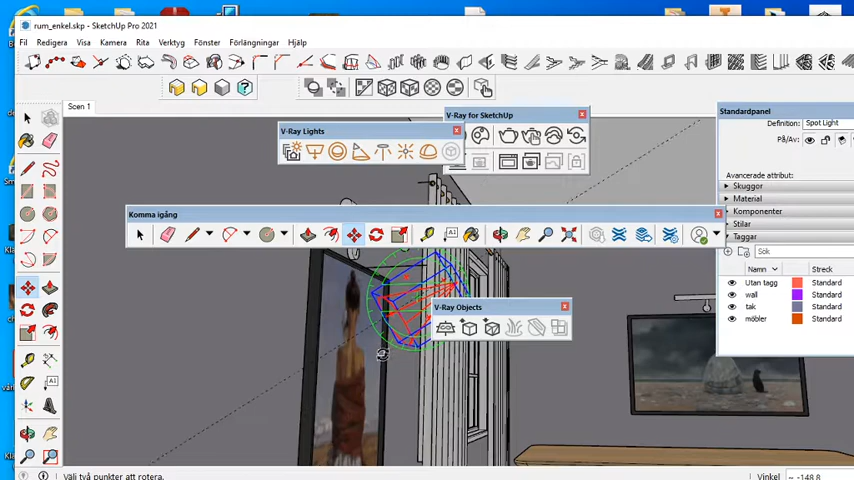 rum_enkel.skp - SketchUp Pro 2021
Fil Redigera Visa Kamera Rita Verktyg Fönster Förlängningar Hjälp
Scen 1
V-Ray for SketchUp
V-Ray Lights
Standardpanel
Definition: Spot Light
På/Av:
Avancerade attribut:
Skuggor
Material
Komponenter
Stilar
Taggar
Sök
Namn Streck
Utan tagg Standard
wall Standard
tak Standard
möbler Standard
Komma igång
A1
V-Ray Objects
A1
Välj två punkter att rotera.
Vinkel ~ -148,8